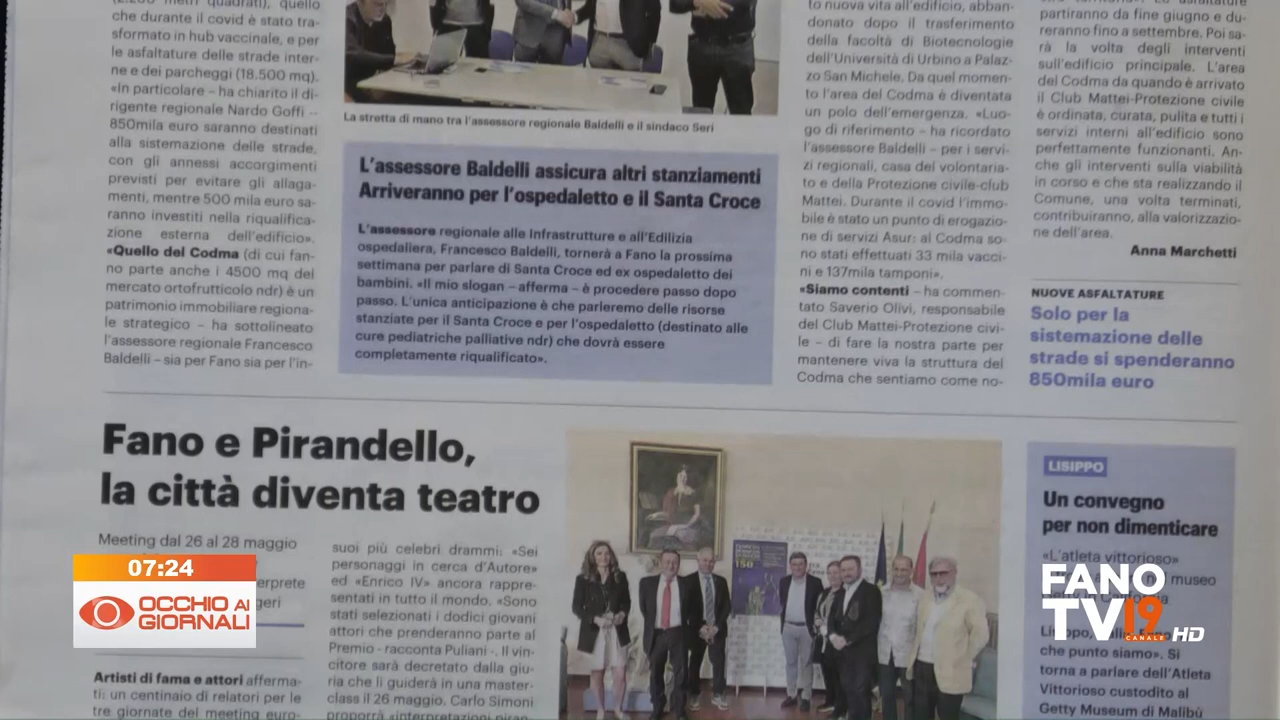 che durante il covid è stato tra-
sformato in hub vaccinale, e per
le asfaltature delle strade inter-
ne e dei parcheggi (18.500 mq).
«In particolare – ha chiarito il di-
rigente regionale Nardo Goffi –
850mila euro saranno destinati
alla sistemazione delle strade,
con gli annessi accorgimenti
previsti per evitare gli allaga-
menti, mentre 500 mila euro sa-
ranno investiti nella riqualifica-
zione esterna dell'edificio».
«Quello del Codma (di cui fan-
no parte anche i 4500 mq del
mercato ortofrutticolo ndr) è un
patrimonio immobiliare regiona-
le strategico – ha sottolineato
l'assessore regionale Francesco
Baldelli – sia per Fano sia per l'in-
La stretta di mano tra l'assessore regionale Baldelli e il sindaco Seri
L'assessore Baldelli assicura altri stanziamenti
Arriveranno per l'ospedaletto e il Santa Croce
L'assessore regionale alle Infrastrutture e all'Edilizia
ospedaliera, Francesco Baldelli, tornerà a Fano la prossima
settimana per parlare di Santa Croce ed ex ospedaletto dei
bambini. «Il mio slogan – afferma – è procedere passo dopo
passo. L'unica anticipazione è che parleremo delle risorse
stanziate per il Santa Croce e per l'ospedaletto (destinato alle
cure pediatriche palliative ndr) che dovrà essere
completamente riqualificato».
to nuova vita all'edificio, abban-
donato dopo il trasferimento
della facoltà di Biotecnologie
dell'Università di Urbino a Palaz-
zo San Michele. Da quel momen-
to l'area del Codma è diventata
un polo dell'emergenza. «Luo-
go di riferimento – ha ricordato
l'assessore Baldelli – per i servi-
zi regionali, casa del volontaria-
to e della Protezione civile-club
Mattei. Durante il covid l'immo-
bile è stato un punto di erogazio-
ne di servizi Asur: al Codma so-
no stati effettuati 33 mila vacci-
ni e 137mila tamponi».
«Siamo contenti – ha commen-
tato Saverio Olivi, responsabile
del Club Mattei-Protezione civi-
le – di fare la nostra parte per
mantenere viva la struttura del
Codma che sentiamo come no-
partiranno da fine giugno e du-
reranno fino a settembre. Poi sa-
rà la volta degli interventi
sull'edificio principale. L'area
del Codma da quando è arrivato
il Club Mattei-Protezione civile
è ordinata, curata, pulita e tutti i
servizi interni all'edificio sono
perfettamente funzionanti. An-
che gli interventi sulla viabilità
in corso e che sta realizzando il
Comune, una volta terminati,
contribuiranno, alla valorizzazio-
ne dell'area.
Anna Marchetti
NUOVE ASFALTATURE
Solo per la
sistemazione delle
strade si spenderanno
850mila euro
Fano e Pirandello,
la città diventa teatro
Meeting dal 26 al 28 maggio
Artisti di fama e attori afferma-
ti: un centinaio di relatori per le
tre giornate del meeting euro-
suoi più celebri drammi: «Sei
personaggi in cerca d'Autore»
ed «Enrico IV» ancora rappre-
sentati in tutto il mondo. «Sono
stati selezionati i dodici giovani
attori che prenderanno parte al
Premio - racconta Puliani -. Il vin-
citore sarà decretato dalla giu-
ria che li guiderà in una master-
class il 26 maggio. Carlo Simoni
150
LISIPPO
Un convegno
per non dimenticare
«L'atleta vittorioso»
museo
Lisippo,
che punto siamo». Si
torna a parlare dell'Atleta
Vittorioso custodito al
Getty Museum di Malibù
07:24
OCCHIO AI
GIORNALI
FANO
TV19
CANALE HD